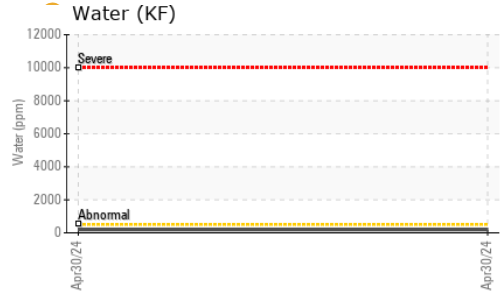 Water (KF)
12000
Severe
10000
8000
6000
4000
2000
Abnormal
0
Water (ppm)
Apr30/24
Apr30/24